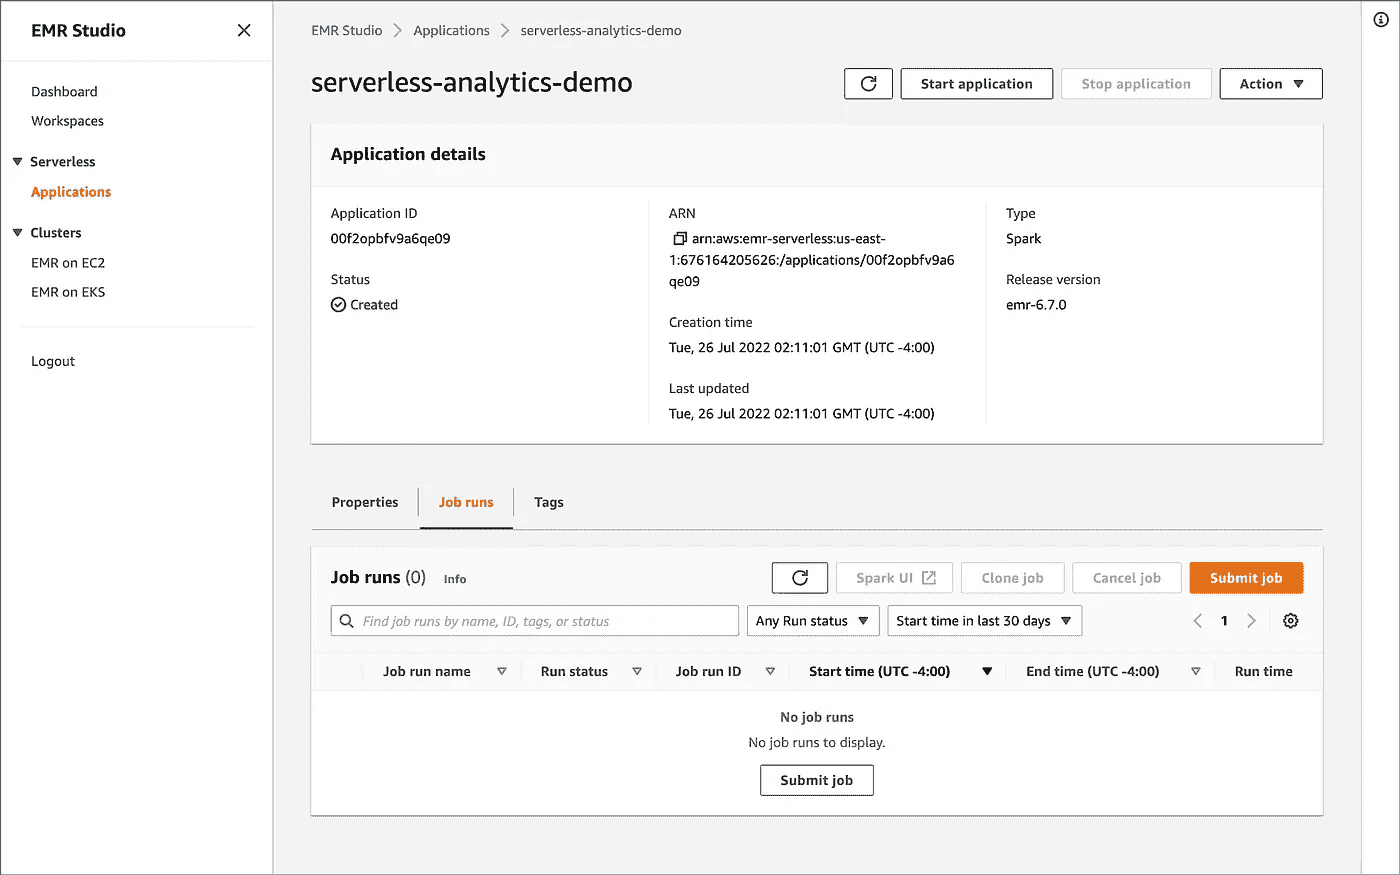 EMR Studio
Dashboard
Workspaces
Serverless
Applications
Clusters
EMR on EC2
EMR on EKS
Logout
EMR Studio > Applications > serverless-analytics-demo
serverless-analytics-demo
Start application
Stop application
Action
Application details
Application ID
00f2opbfv9a6qe09
Status
Created
ARN
arn:aws:emr-serverless:us-east-
1:676164205626:/applications/00f2opbfv9a6
qe09
Creation time
Tue, 26 Jul 2022 02:11:01 GMT (UTC -4:00)
Last updated
Tue, 26 Jul 2022 02:11:01 GMT (UTC -4:00)
Type
Spark
Release version
emr-6.7.0
Properties
Job runs
Tags
Job runs (0) Info
Spark UI
Clone job
Cancel job
Submit job
Find job runs by name, ID, tags, or status
Any Run status
Start time in last 30 days
1
Job run name
Run status
Job run ID
Start time (UTC -4:00)
End time (UTC -4:00)
Run time
No job runs
No job runs to display.
Submit job